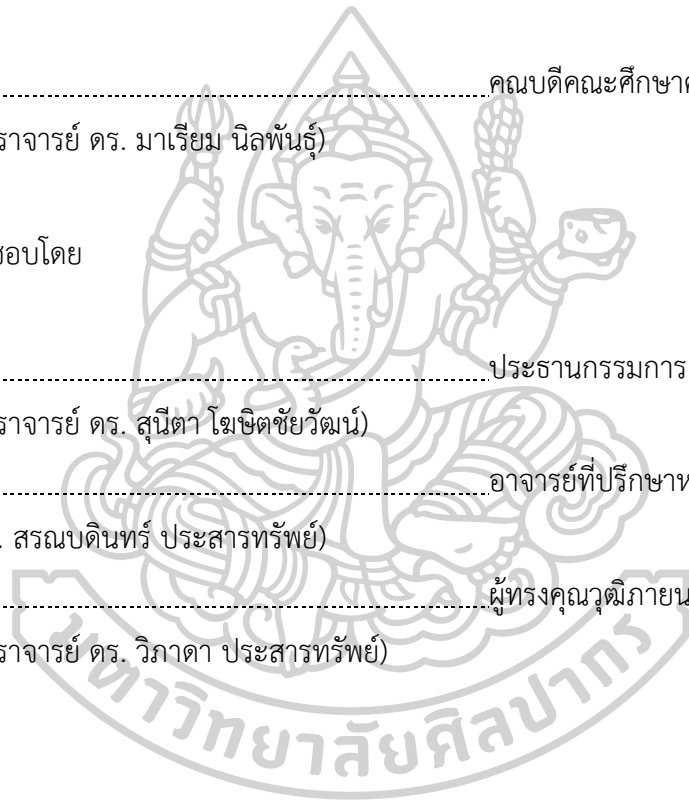 คณบดีคณะศึกษา
ราจารย์ ดร. มาเรียม นิลพันธุ์)
สอบโดย
ประธานกรรมการ
ราจารย์ ดร. สุนีตา โฆษิตชัยวัฒน์)
อาจารย์ที่ปรึกษา
. สรณบดินทร์ ประสารทรัพย์)
ผู้ทรงคุณวุฒิภายน
ราจารย์ ดร. วิภาดา ประสารทรัพย์)
มหาวิทยาลัยศิลปากร